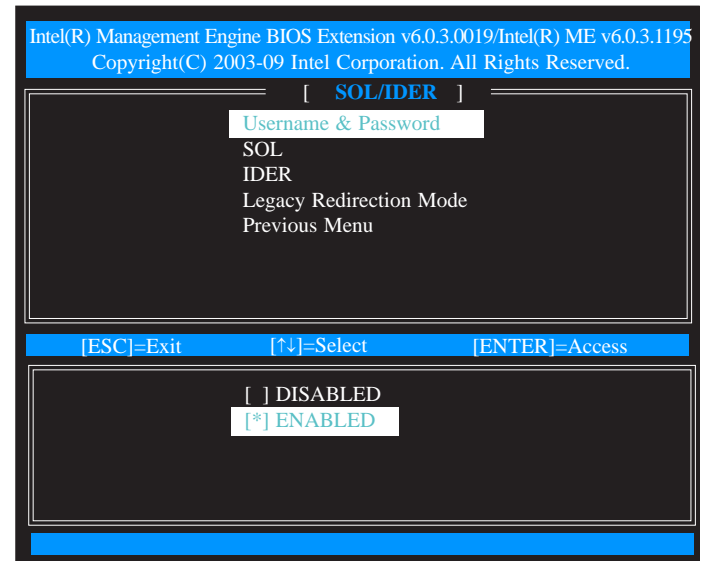 Intel(R) Management Engine BIOS Extension v6.0.3.0019/Intel(R) ME v6.0.3.1195
Copyright(C) 2003-09 Intel Corporation. All Rights Reserved.
[ SOL/IDER ]
Username & Password
SOL
IDER
Legacy Redirection Mode
Previous Menu
[ESC]=Exit [↑↓]=Select [ENTER]=Access
[ ] DISABLED
[*] ENABLED